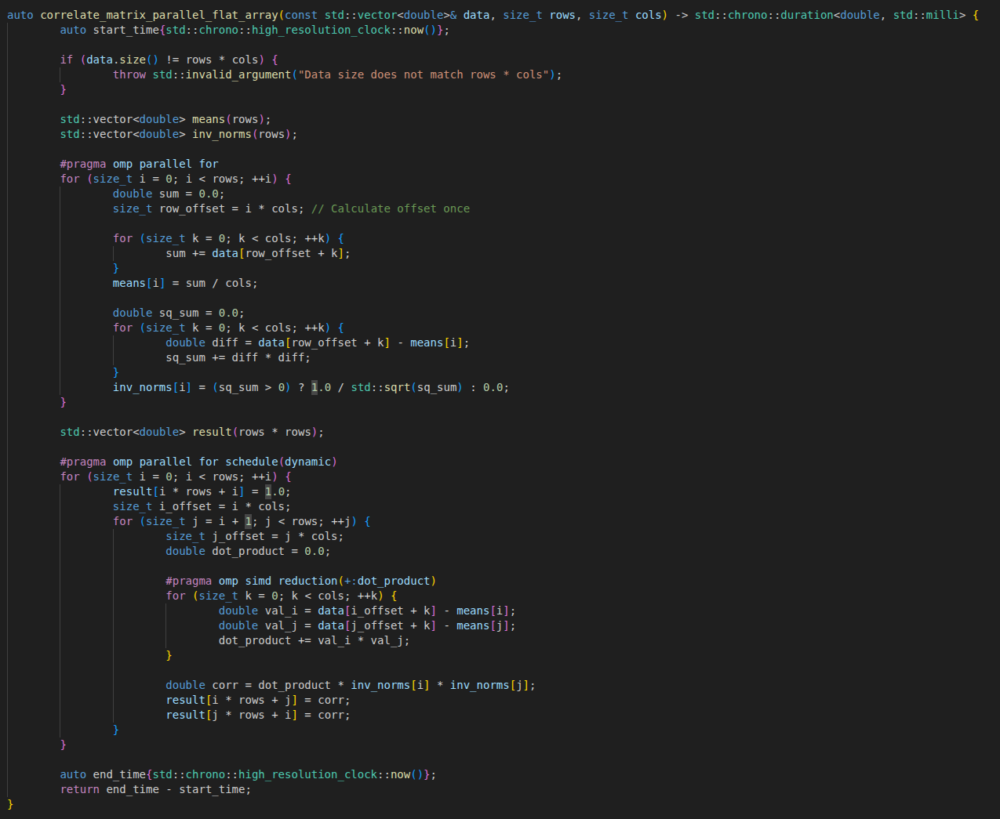 auto correlate_matrix_parallel_flat_array(const std::vector<double>& data, size_t rows, size_t cols) -> std::chrono::duration<double, std::milli> {
auto start_time{std::chrono::high_resolution_clock::now()};
if (data.size() != rows * cols) {
throw std::invalid_argument("Data size does not match rows * cols");
}
std::vector<double> means(rows);
std::vector<double> inv_norms(rows);
#pragma omp parallel for
for (size_t i = 0; i < rows; ++i) {
double sum = 0.0;
size_t row_offset = i * cols; // Calculate offset once
for (size_t k = 0; k < cols; ++k) {
sum += data[row_offset + k];
}
means[i] = sum / cols;
double sq_sum = 0.0;
for (size_t k = 0; k < cols; ++k) {
double diff = data[row_offset + k] - means[i];
sq_sum += diff * diff;
}
inv_norms[i] = (sq_sum > 0) ? 1.0 / std::sqrt(sq_sum) : 0.0;
}
std::vector<double> result(rows * rows);
#pragma omp parallel for schedule(dynamic)
for (size_t i = 0; i < rows; ++i) {
result[i * rows + i] = 1.0;
size_t i_offset = i * cols;
for (size_t j = i + 1; j < rows; ++j) {
size_t j_offset = j * cols;
double dot_product = 0.0;
#pragma omp simd reduction(+:dot_product)
for (size_t k = 0; k < cols; ++k) {
double val_i = data[i_offset + k] - means[i];
double val_j = data[j_offset + k] - means[j];
dot_product += val_i * val_j;
}
double corr = dot_product * inv_norms[i] * inv_norms[j];
result[i * rows + j] = corr;
result[j * rows + i] = corr;
}
}
auto end_time{std::chrono::high_resolution_clock::now()};
return end_time - start_time;
}